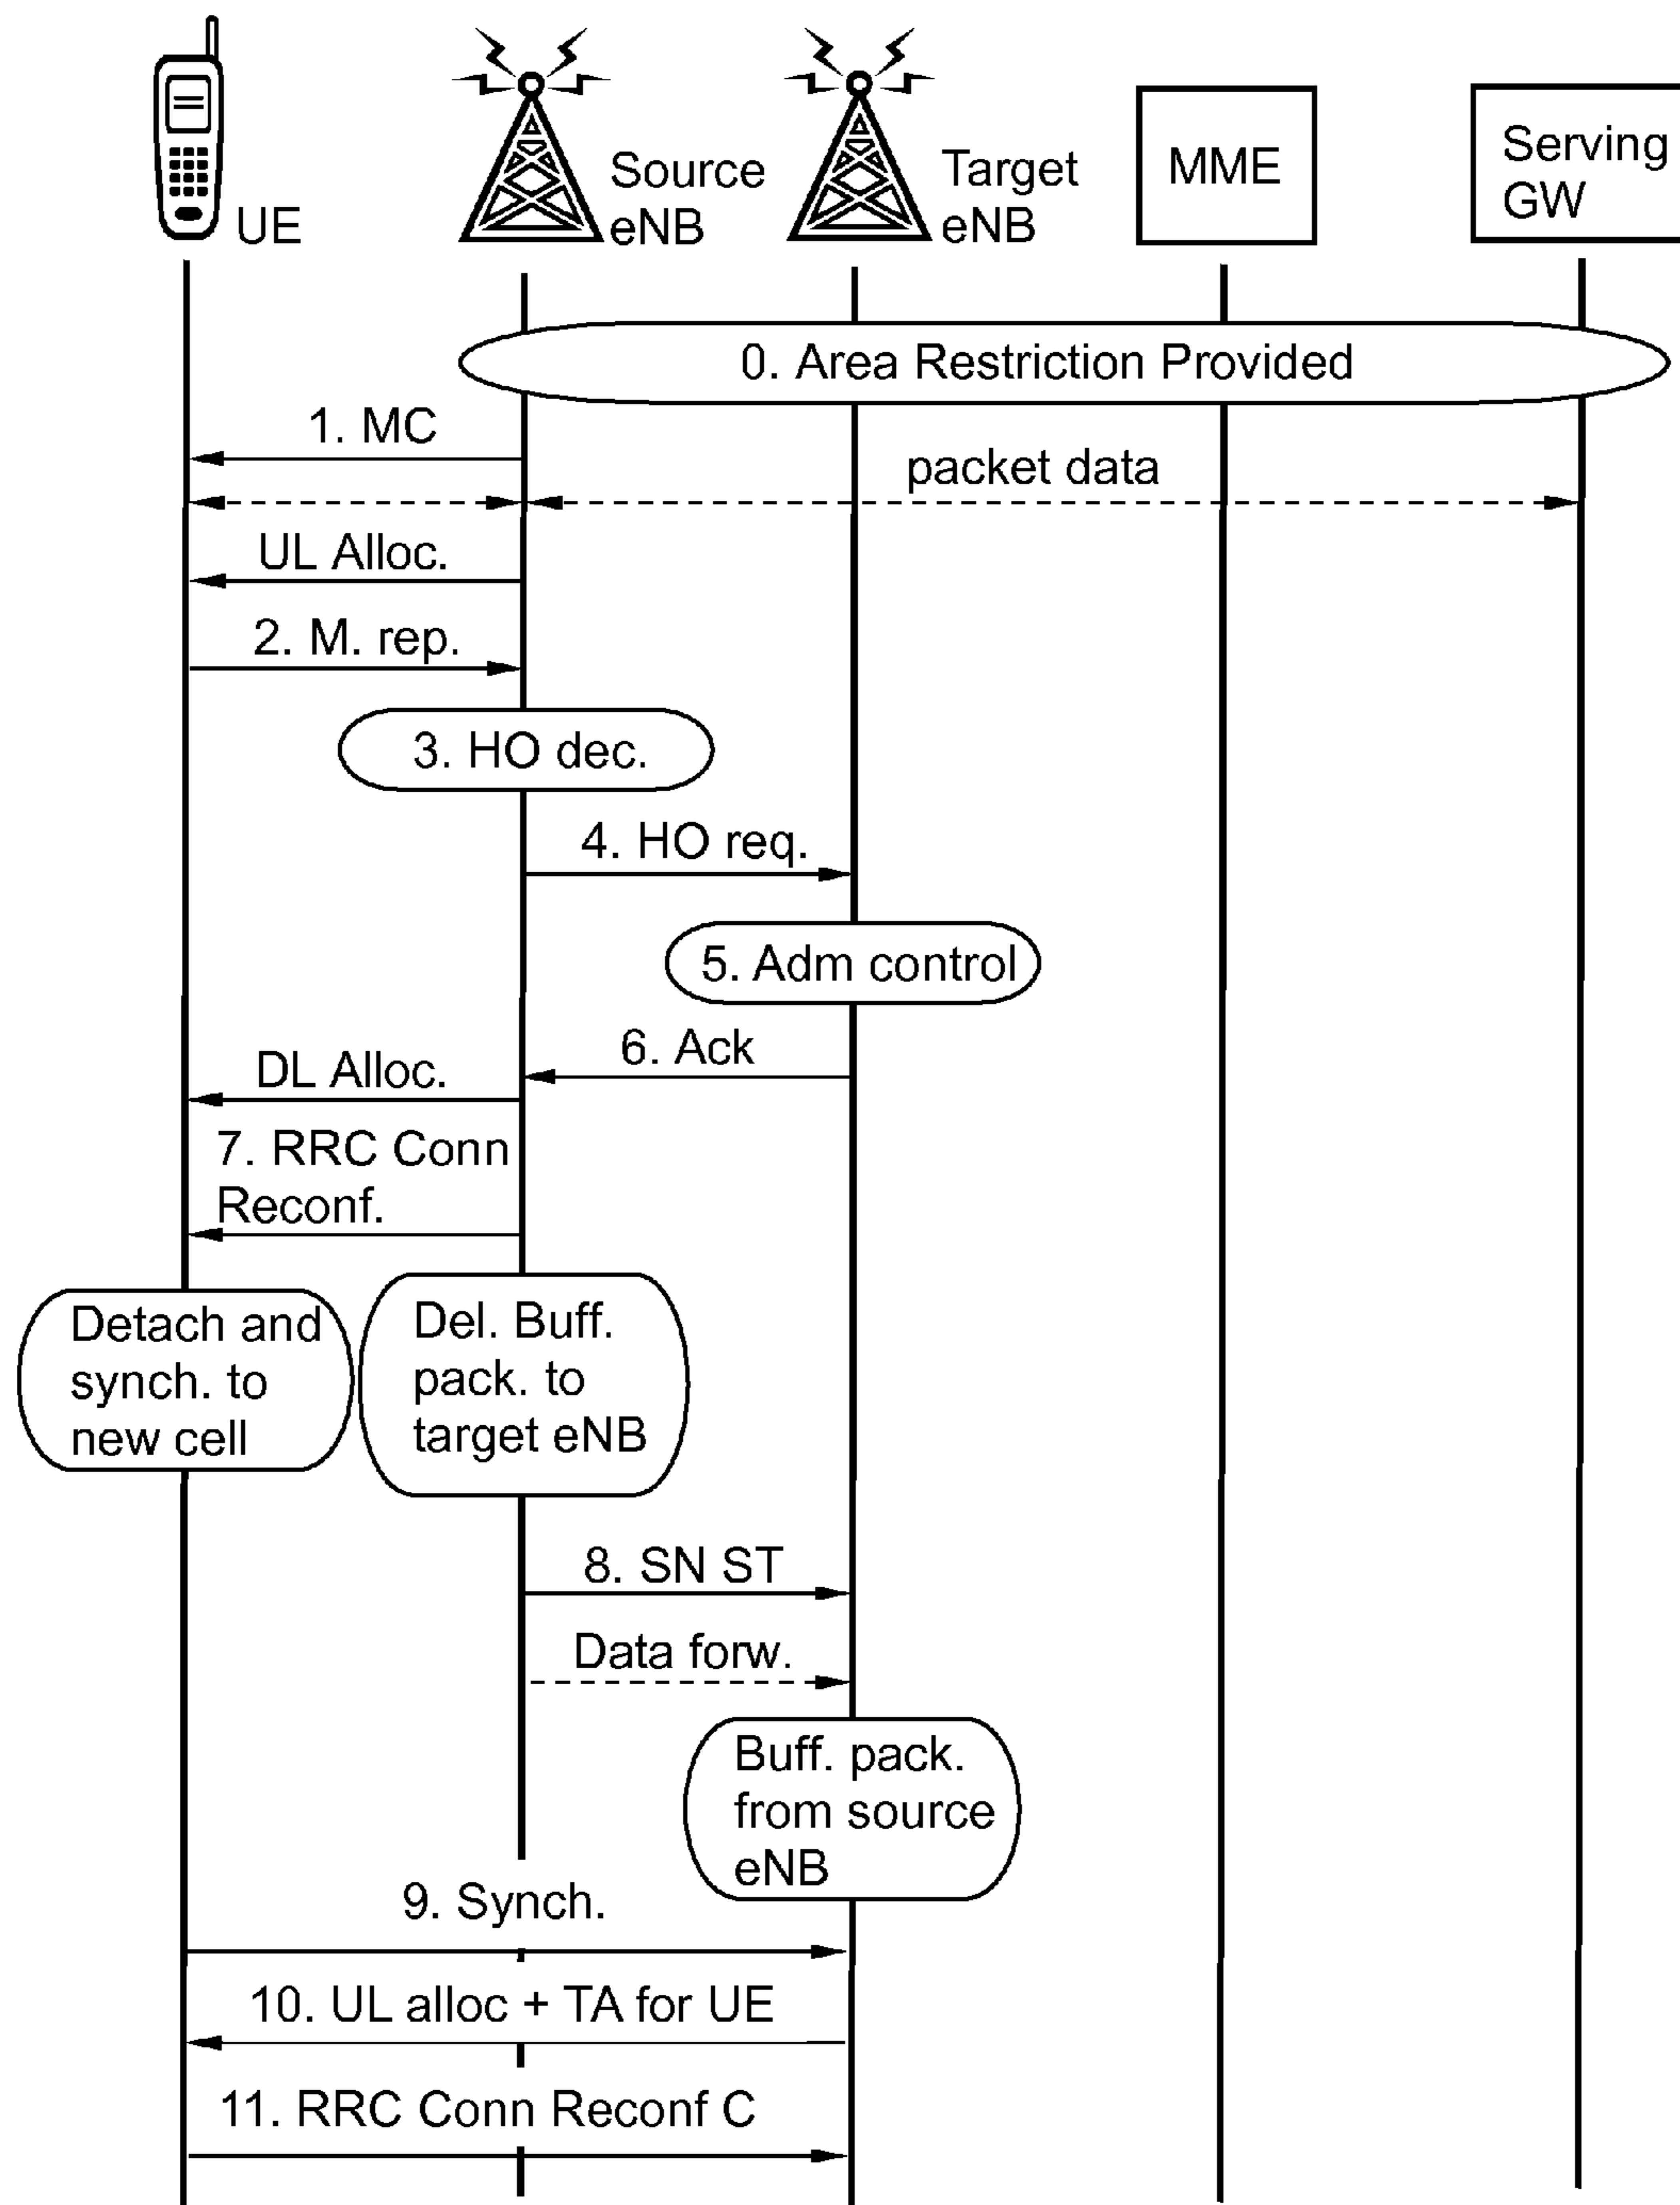 UE
Source
eNB
Target
eNB
MME
Serving
GW
0. Area Restriction Provided
1. MC
packet data
UL Alloc.
2. M. rep.
3. HO dec.
4. HO req.
5. Adm control
6. Ack
DL Alloc.
7. RRC Conn
Reconf.
Detach and
synch. to
new cell
Del. Buff.
pack. to
target eNB
8. SN ST
Data forw.
Buff. pack.
from source
eNB
9. Synch.
10. UL alloc + TA for UE
11. RRC Conn Reconf C